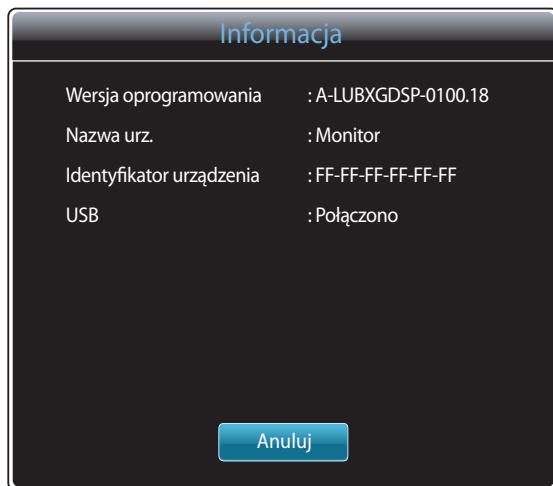 Informacja
Wersja oprogramowania : A-LUBXGDSP-0100.18
Nazwa urz. : Monitor
Identyfikator urządzenia : FF-FF-FF-FF-FF-FF
USB : Połączono
Anuluj